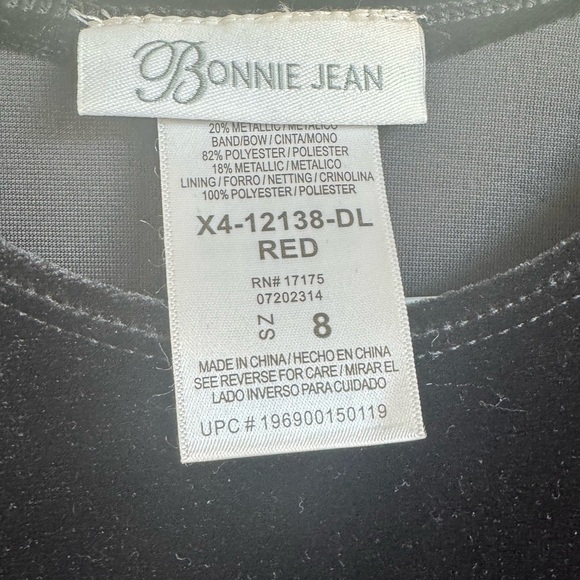 BONNIE JEAN
20% METALLIC / METALICO
BAND/BOW / CINTA/MONO
82% POLYESTER / POLIESTER
18% METALLIC / METALICO
LINING / FORRO / NETTING / CRINOLINA
100% POLYESTER / POLIESTER
X4-12138-DL
RED
RN# 17175
07202314
SZ 8
MADE IN CHINA / HECHO EN CHINA
SEE REVERSE FOR CARE / MIRAR EL
LADO INVERSO PARA CUIDADO
UPC # 196900150119